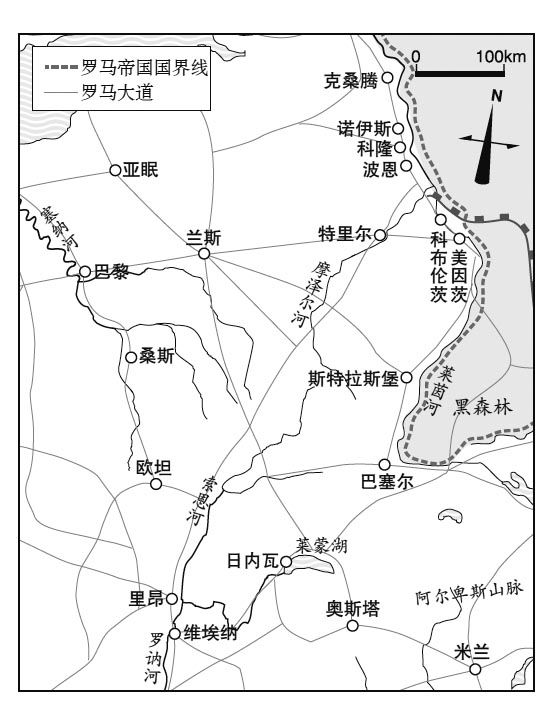 罗马帝国国界线
罗马大道
0 100km
N
克桑腾
诺伊斯
科隆
波恩
亚眠
塞纳河
兰斯
特里尔
科布伦茨
美因茨
巴黎
摩泽尔河
桑斯
斯特拉斯堡
莱茵河
黑森林
欧坦
巴塞尔
索恩河
日内瓦
莱蒙湖
里昂
奥斯塔
阿尔卑斯山脉
维埃纳
罗讷河
米兰